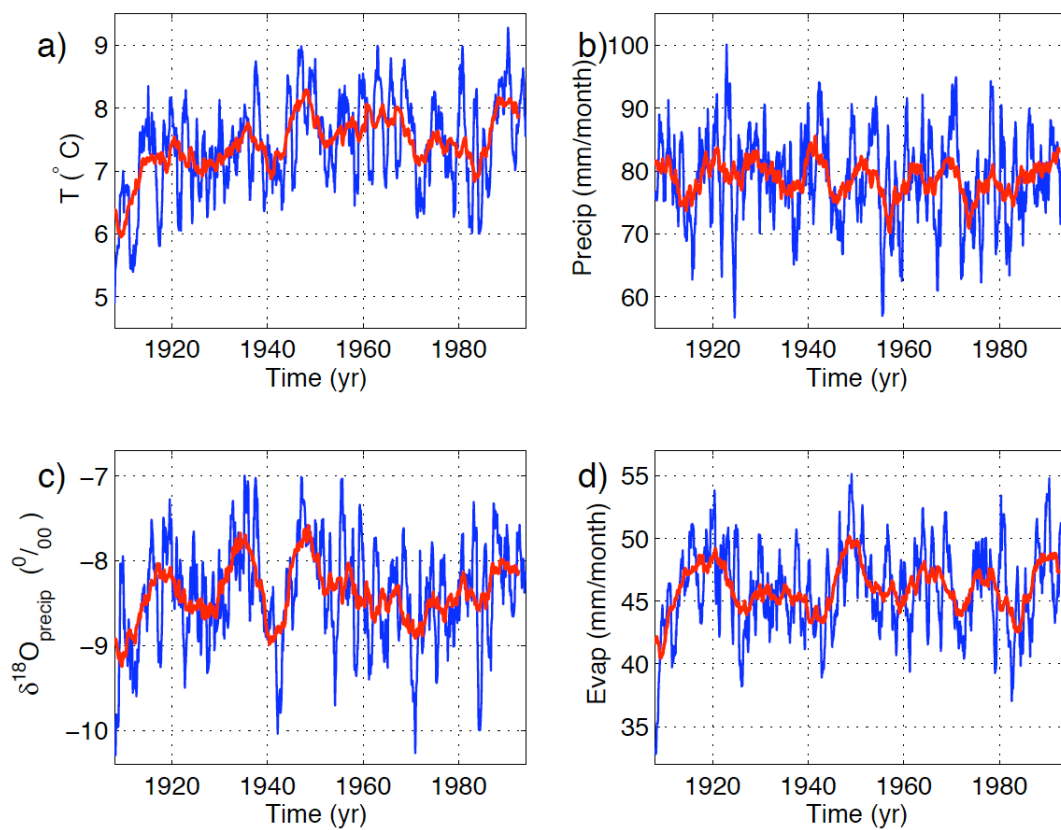 a)
T (° C)
9
8
7
6
5
1920 1940 1960 1980
Time (yr)
b)
Precip (mm/month)
100
90
80
70
60
1920 1940 1960 1980
Time (yr)
c)
δ¹⁸Oprecip (⁰/₀₀)
−7
−8
−9
−10
1920 1940 1960 1980
Time (yr)
d)
Evap (mm/month)
55
50
45
40
35
1920 1940 1960 1980
Time (yr)